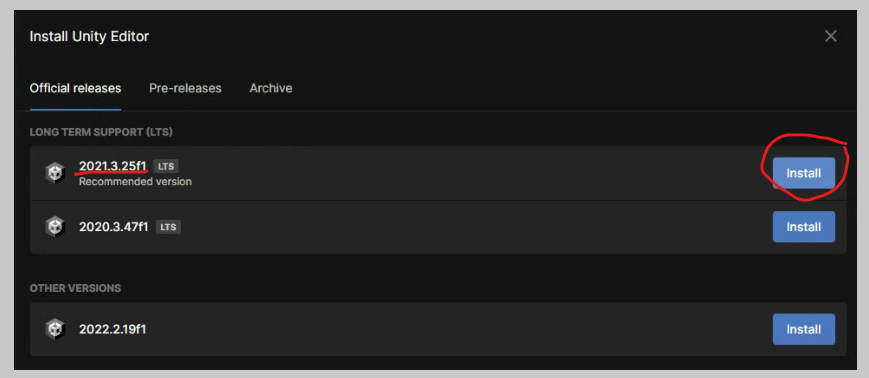 Install Unity Editor
Official releases Pre-releases Archive
LONG TERM SUPPORT (LTS)
2021.3.25f1 LTS
Recommended version
Install
2020.3.47f1 LTS
Install
OTHER VERSIONS
2022.2.19f1
Install